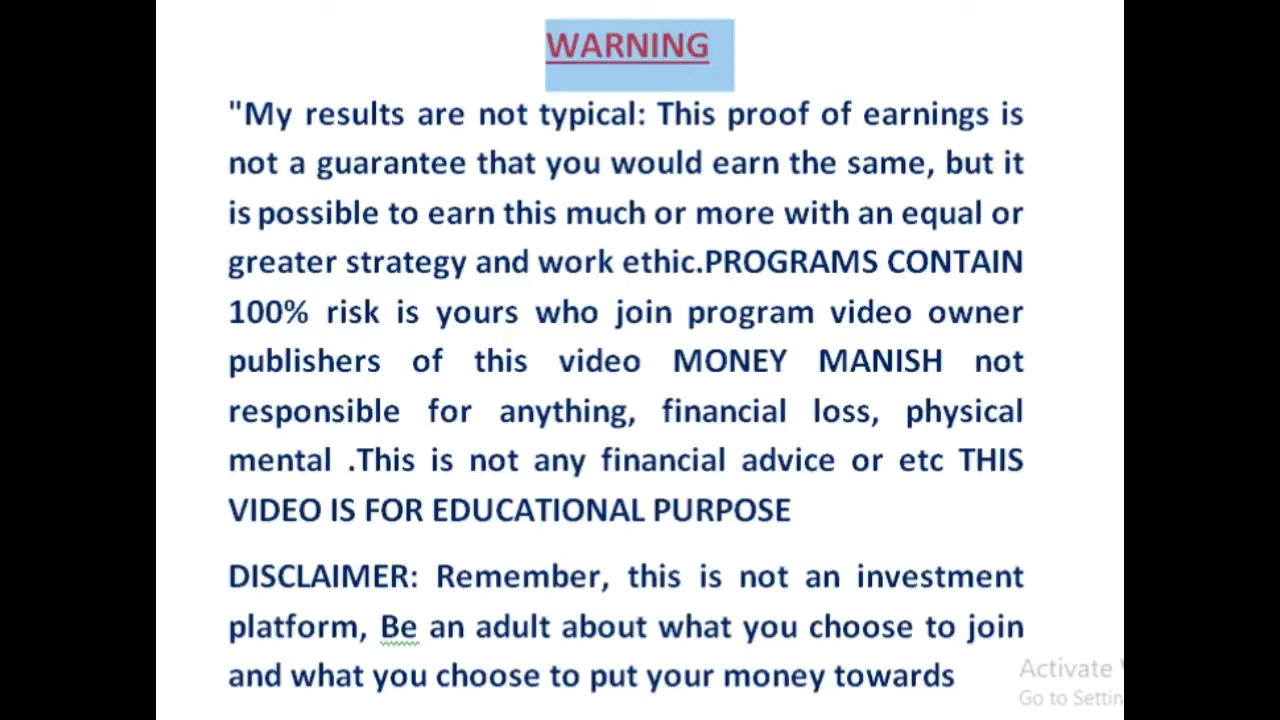 WARNING
"My results are not typical: This proof of earnings is
not a guarantee that you would earn the same, but it
is possible to earn this much or more with an equal or
greater strategy and work ethic.PROGRAMS CONTAIN
100% risk is yours who join program video owner
publishers of this video MONEY MANISH not
responsible for anything, financial loss, physical
mental .This is not any financial advice or etc THIS
VIDEO IS FOR EDUCATIONAL PURPOSE
DISCLAIMER: Remember, this is not an investment
platform, Be an adult about what you choose to join
and what you choose to put your money towards
Activate
Go to